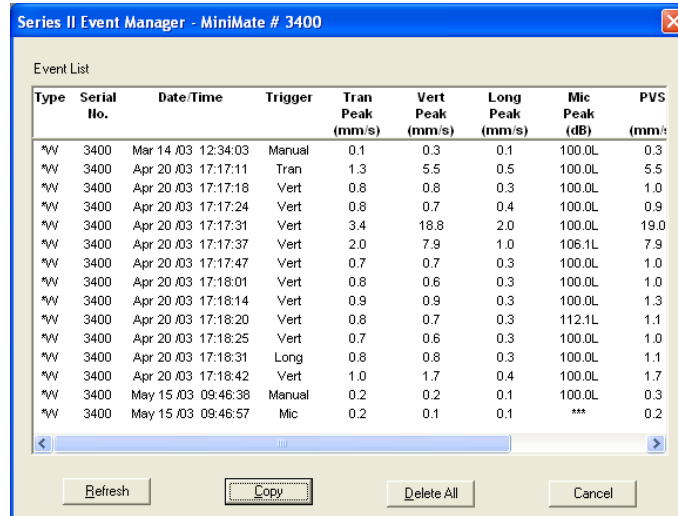 Series II Event Manager - MiniMate # 3400
Event List
Type Serial No. Date/Time Trigger Tran Peak (mm/s) Vert Peak (mm/s) Long Peak (mm/s) Mic Peak (dB) PVS (mm/s
*W 3400 Mar 14 /03 12:34:03 Manual 0.1 0.3 0.1 100.0L 0.3
*W 3400 Apr 20 /03 17:17:11 Tran 1.3 5.5 0.5 100.0L 5.5
*W 3400 Apr 20 /03 17:17:18 Vert 0.8 0.8 0.3 100.0L 1.0
*W 3400 Apr 20 /03 17:17:24 Vert 0.8 0.7 0.4 100.0L 0.9
*W 3400 Apr 20 /03 17:17:31 Vert 3.4 18.8 2.0 100.0L 19.0
*W 3400 Apr 20 /03 17:17:37 Vert 2.0 7.9 1.0 106.1L 7.9
*W 3400 Apr 20 /03 17:17:47 Vert 0.7 0.7 0.3 100.0L 1.0
*W 3400 Apr 20 /03 17:18:01 Vert 0.8 0.6 0.3 100.0L 1.0
*W 3400 Apr 20 /03 17:18:14 Vert 0.9 0.9 0.3 100.0L 1.3
*W 3400 Apr 20 /03 17:18:20 Vert 0.8 0.7 0.3 112.1L 1.1
*W 3400 Apr 20 /03 17:18:25 Vert 0.7 0.6 0.3 100.0L 1.0
*W 3400 Apr 20 /03 17:18:31 Long 0.8 0.8 0.3 100.0L 1.1
*W 3400 Apr 20 /03 17:18:42 Vert 1.0 1.7 0.4 100.0L 1.7
*W 3400 May 15 /03 09:46:38 Manual 0.2 0.2 0.1 100.0L 0.3
*W 3400 May 15 /03 09:46:57 Mic 0.2 0.1 0.1 *** 0.2
Refresh Copy Delete All Cancel